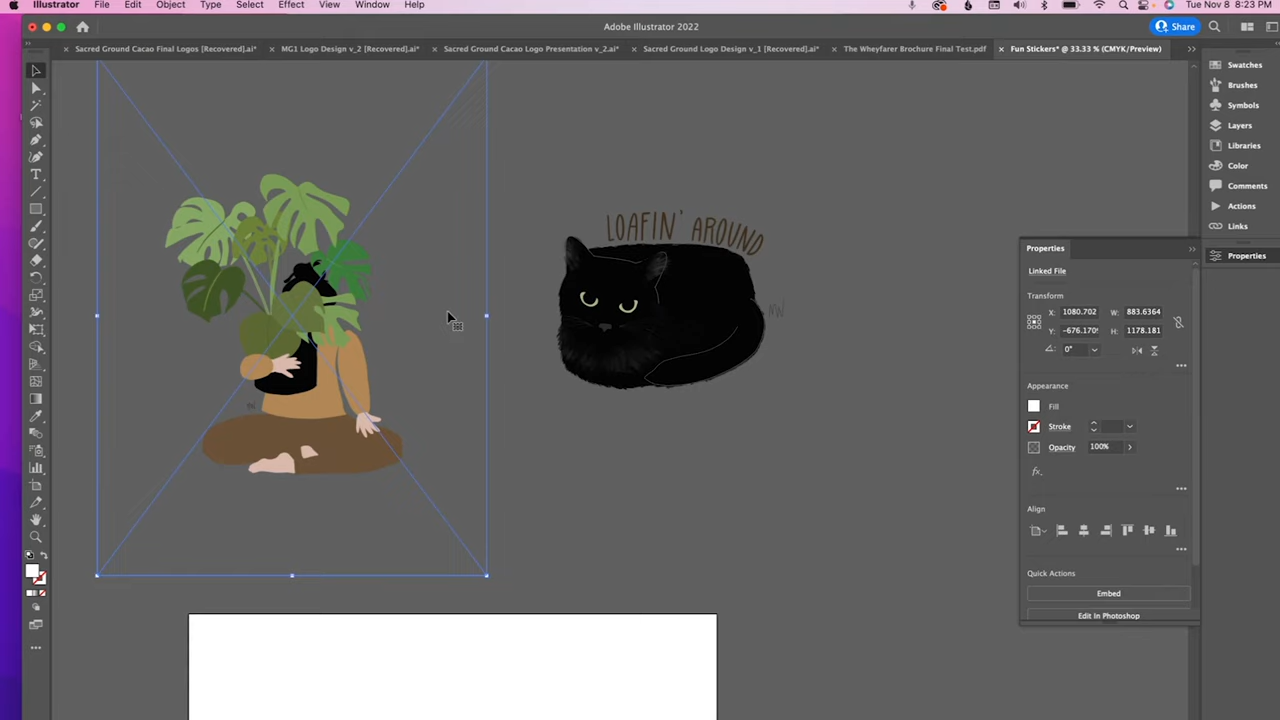 Illustrator File Edit Object Type Select Effect View Window Help Tue Nov 8 8:23 PM
Adobe Illustrator 2022
Share
× Sacred Ground Cacao Final Logos [Recovered].ai* × MG1 Logo Design v_2 [Recovered].ai* × Sacred Ground Cacao Logo Presentation v_2.ai* × Sacred Ground Logo Design v_1 [Recovered].ai* × The Wheyfarer Brochure Final Test.pdf × Fun Stickers* @ 33.33 % (CMYK/Preview)
Swatches
Brushes
Symbols
Layers
Libraries
Color
Comments
Actions
Links
Properties
LOAFIN' AROUND
MW
Properties
Linked File
Transform
X: 1080.702 W: 883.6364
Y: -676.170 H: 1178.181
0°
Appearance
Fill
Stroke
Opacity 100%
fx.
Align
Quick Actions
Embed
Edit In Photoshop